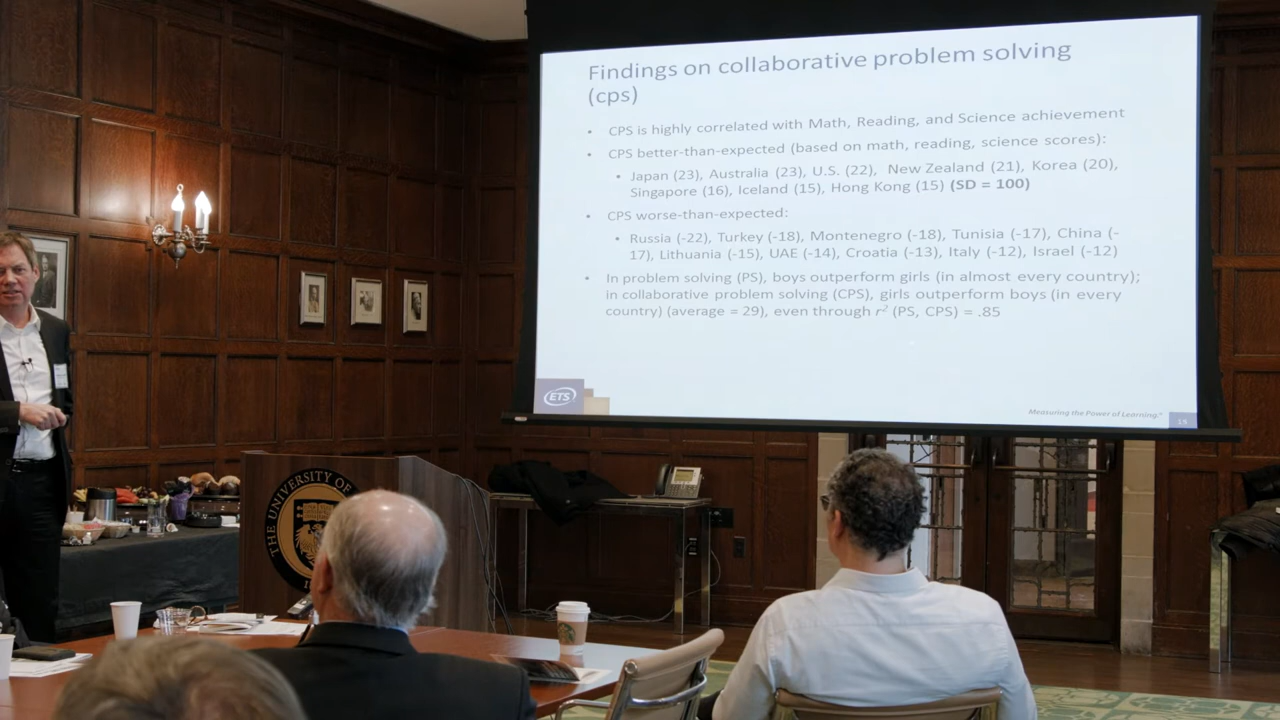 Findings on collaborative problem solving
(cps)
• CPS is highly correlated with Math, Reading, and Science achievement
• CPS better-than-expected (based on math, reading, science scores):
• Japan (23), Australia (23), U.S. (22), New Zealand (21), Korea (20),
Singapore (16), Iceland (15), Hong Kong (15) (SD = 100)
• CPS worse-than-expected:
• Russia (-22), Turkey (-18), Montenegro (-18), Tunisia (-17), China (-
17), Lithuania (-15), UAE (-14), Croatia (-13), Italy (-12), Israel (-12)
• In problem solving (PS), boys outperform girls (in almost every country);
in collaborative problem solving (CPS), girls outperform boys (in every
country) (average = 29), even through r² (PS, CPS) = .85
ETS
Measuring the Power of Learning.®
19
THE UNIVERSITY OF